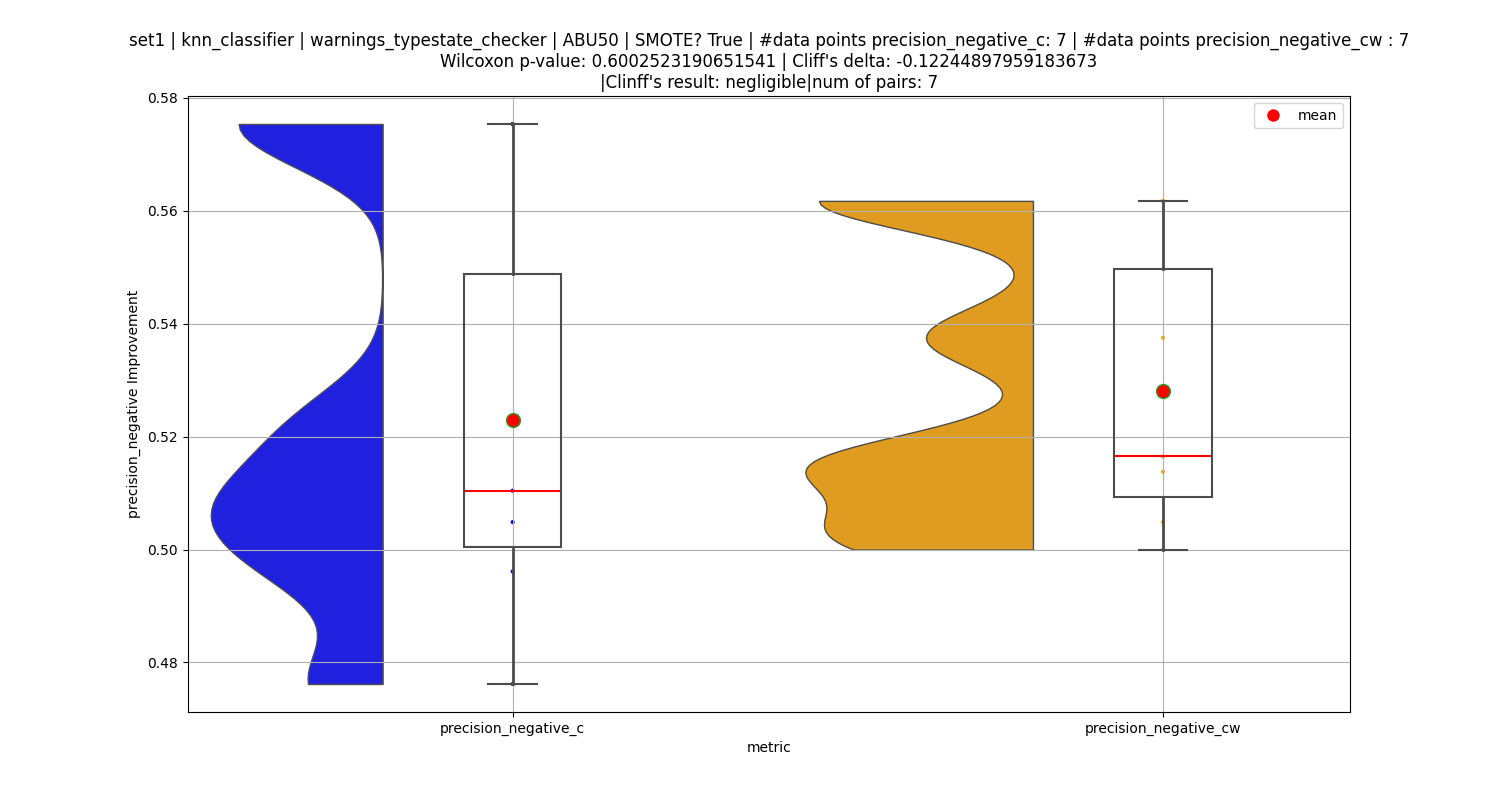 set1 | knn_classifier | warnings_typestate_checker | ABU50 | SMOTE? True | #data points precision_negative_c: 7 | #data points precision_negative_cw : 7
Wilcoxon p-value: 0.6002523190651541 | Cliff's delta: -0.12244897959183673
|Clinff's result: negligible|num of pairs: 7
mean
0.58
0.56
0.54
0.52
0.50
0.48
precision_negative Improvement
precision_negative_c
precision_negative_cw
metric